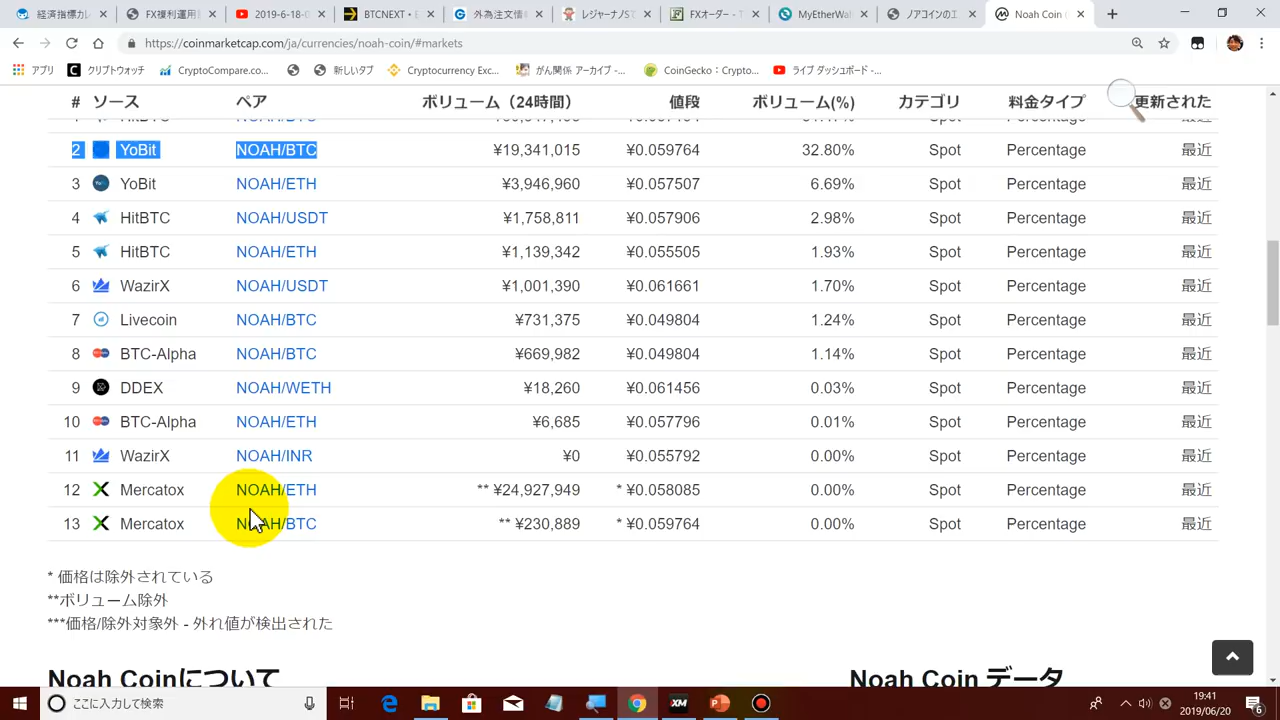 経済指標カレ
FX複利運用
2019-6-18-0
BTCNEXT - E
外為注文情
レジャーナノS
FXオーダー - T
MyEtherWal
ノアコインのエ
Noah Coin (
https://coinmarketcap.com/ja/currencies/noah-coin/#markets
アプリ クリプトウォッチ CryptoCompare.co... 新しいタブ Cryptocurrency Exc... がん関係 アーカイブ -... CoinGecko: Crypto... ライブ ダッシュボード -...
# ソース ペア ボリューム（24時間） 値段 ボリューム(%) カテゴリ 料金タイプ 更新された
2 YoBit NOAH/BTC ¥19,341,015 ¥0.059764 32.80% Spot Percentage 最近
3 YoBit NOAH/ETH ¥3,946,960 ¥0.057507 6.69% Spot Percentage 最近
4 HitBTC NOAH/USDT ¥1,758,811 ¥0.057906 2.98% Spot Percentage 最近
5 HitBTC NOAH/ETH ¥1,139,342 ¥0.055505 1.93% Spot Percentage 最近
6 WazirX NOAH/USDT ¥1,001,390 ¥0.061661 1.70% Spot Percentage 最近
7 Livecoin NOAH/BTC ¥731,375 ¥0.049804 1.24% Spot Percentage 最近
8 BTC-Alpha NOAH/BTC ¥669,982 ¥0.049804 1.14% Spot Percentage 最近
9 DDEX NOAH/WETH ¥18,260 ¥0.061456 0.03% Spot Percentage 最近
10 BTC-Alpha NOAH/ETH ¥6,685 ¥0.057796 0.01% Spot Percentage 最近
11 WazirX NOAH/INR ¥0 ¥0.055792 0.00% Spot Percentage 最近
12 Mercatox NOAH/ETH ** ¥24,927,949 * ¥0.058085 0.00% Spot Percentage 最近
13 Mercatox NOAH/BTC ** ¥230,889 * ¥0.059764 0.00% Spot Percentage 最近
* 価格は除外されている
**ボリューム除外
***価格/除外対象外 - 外れ値が検出された
Noah Coinについて
Noah Coin データ
ここに入力して検索
XM
19:41
2019/06/20
6